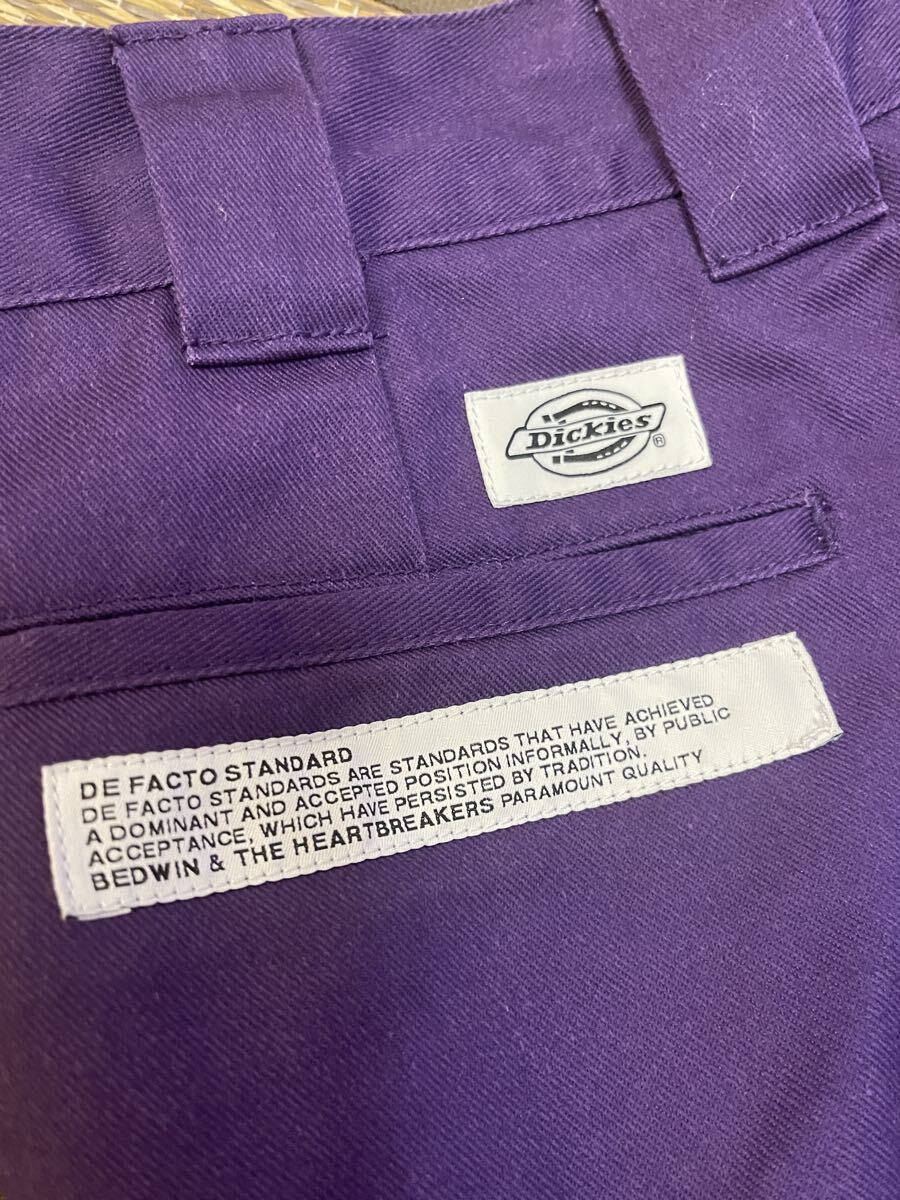 Dickies®
DE FACTO STANDARD
DE FACTO STANDARDS ARE STANDARDS THAT HAVE ACHIEVED
A DOMINANT AND ACCEPTED POSITION INFORMALLY, BY PUBLIC
ACCEPTANCE, WHICH HAVE PERSISTED BY TRADITION.
BEDWIN & THE HEARTBREAKERS PARAMOUNT QUALITY